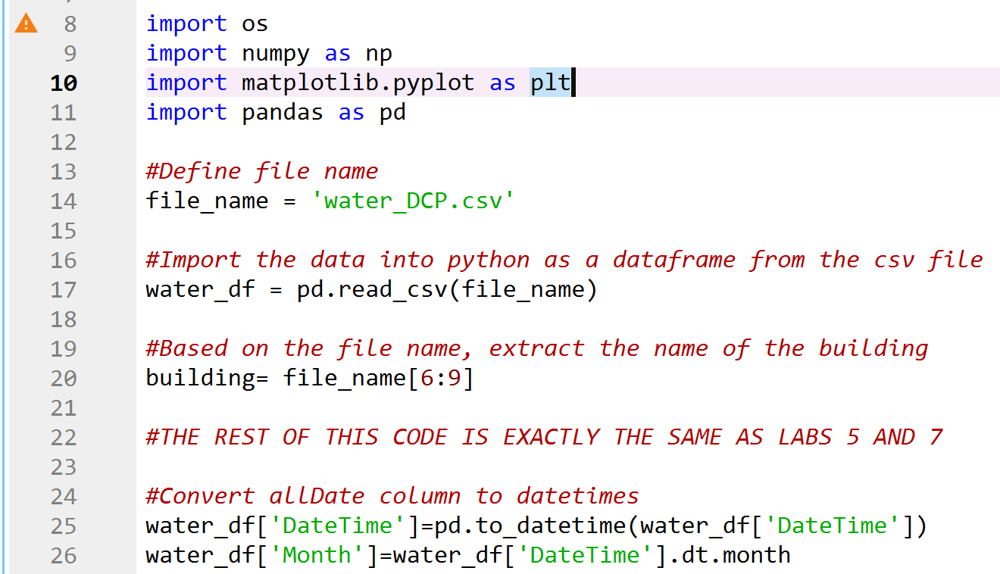 8 import os
9 import numpy as np
10 import matplotlib.pyplot as plt
11 import pandas as pd
12
13 #Define file name
14 file_name = 'water_DCP.csv'
15
16 #Import the data into python as a dataframe from the csv file
17 water_df = pd.read_csv(file_name)
18
19 #Based on the file name, extract the name of the building
20 building= file_name[6:9]
21
22 #THE REST OF THIS CODE IS EXACTLY THE SAME AS LABS 5 AND 7
23
24 #Convert allDate column to datetimes
25 water_df['DateTime']=pd.to_datetime(water_df['DateTime'])
26 water_df['Month']=water_df['DateTime'].dt.month